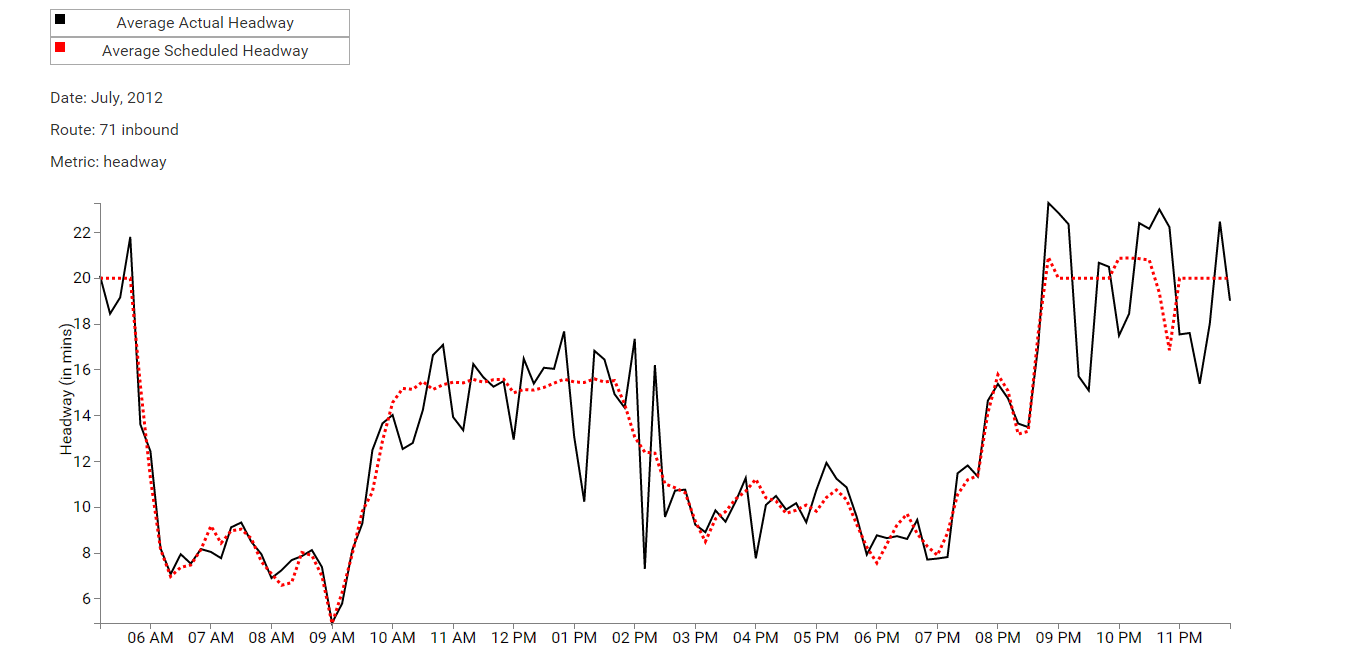 Average Actual Headway
Average Scheduled Headway
Date: July, 2012
Route: 71 inbound
Metric: headway
Headway (in mins)
22
20
18
16
14
12
10
8
6
06 AM 07 AM 08 AM 09 AM 10 AM 11 AM 12 PM 01 PM 02 PM 03 PM 04 PM 05 PM 06 PM 07 PM 08 PM 09 PM 10 PM 11 PM